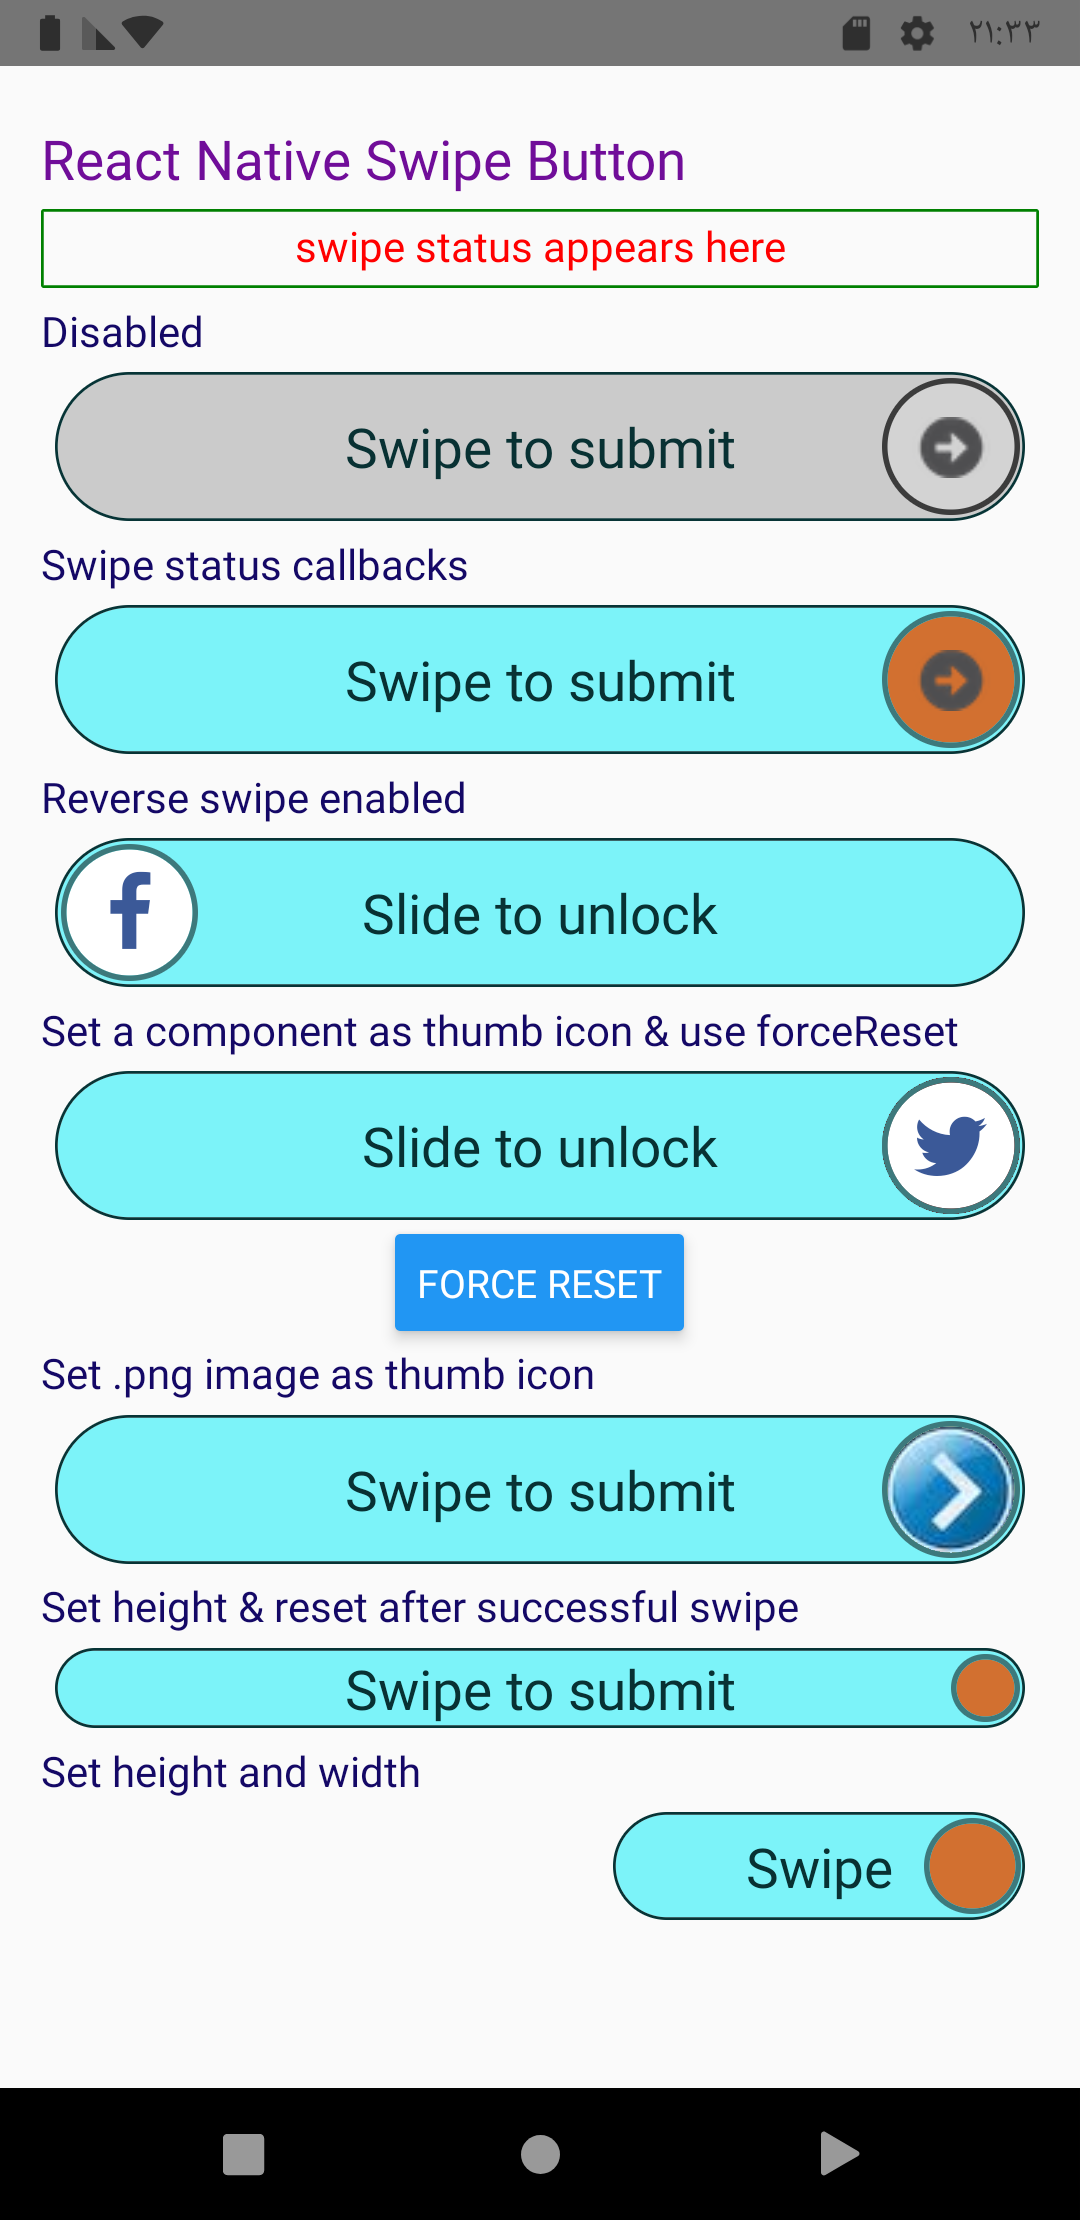 ۲۱:۳۳
React Native Swipe Button
swipe status appears here
Disabled
Swipe to submit
Swipe status callbacks
Swipe to submit
Reverse swipe enabled
Slide to unlock
Set a component as thumb icon & use forceReset
Slide to unlock
FORCE RESET
Set .png image as thumb icon
Swipe to submit
Set height & reset after successful swipe
Swipe to submit
Set height and width
Swipe